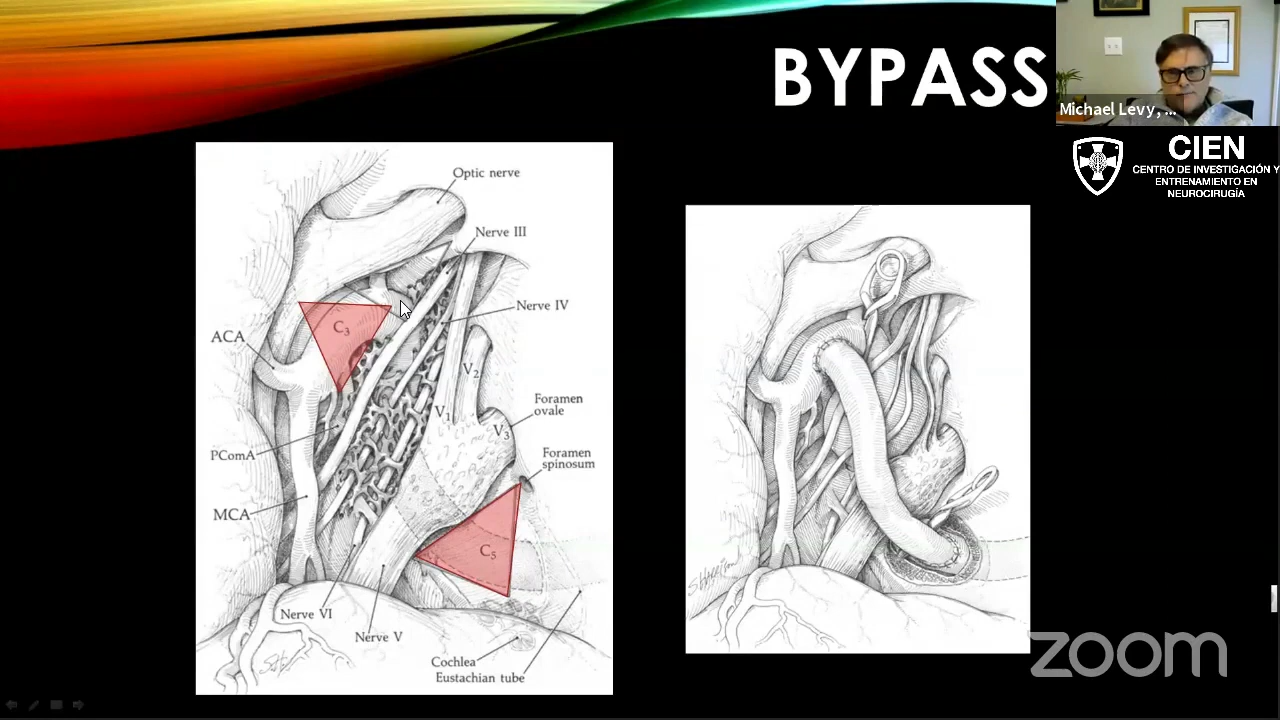 BYPASS
Michael Levy, ...
CIEN
CENTRO DE INVESTIGACIÓN Y
ENTRENAMIENTO EN
NEUROCIRUGÍA
Optic nerve
Nerve III
Nerve IV
C3
ACA
V2
V1
Foramen
ovale
V3
PComA
Foramen
spinosum
MCA
C5
Nerve VI
Nerve V
Cochlea
Eustachian tube
zoom